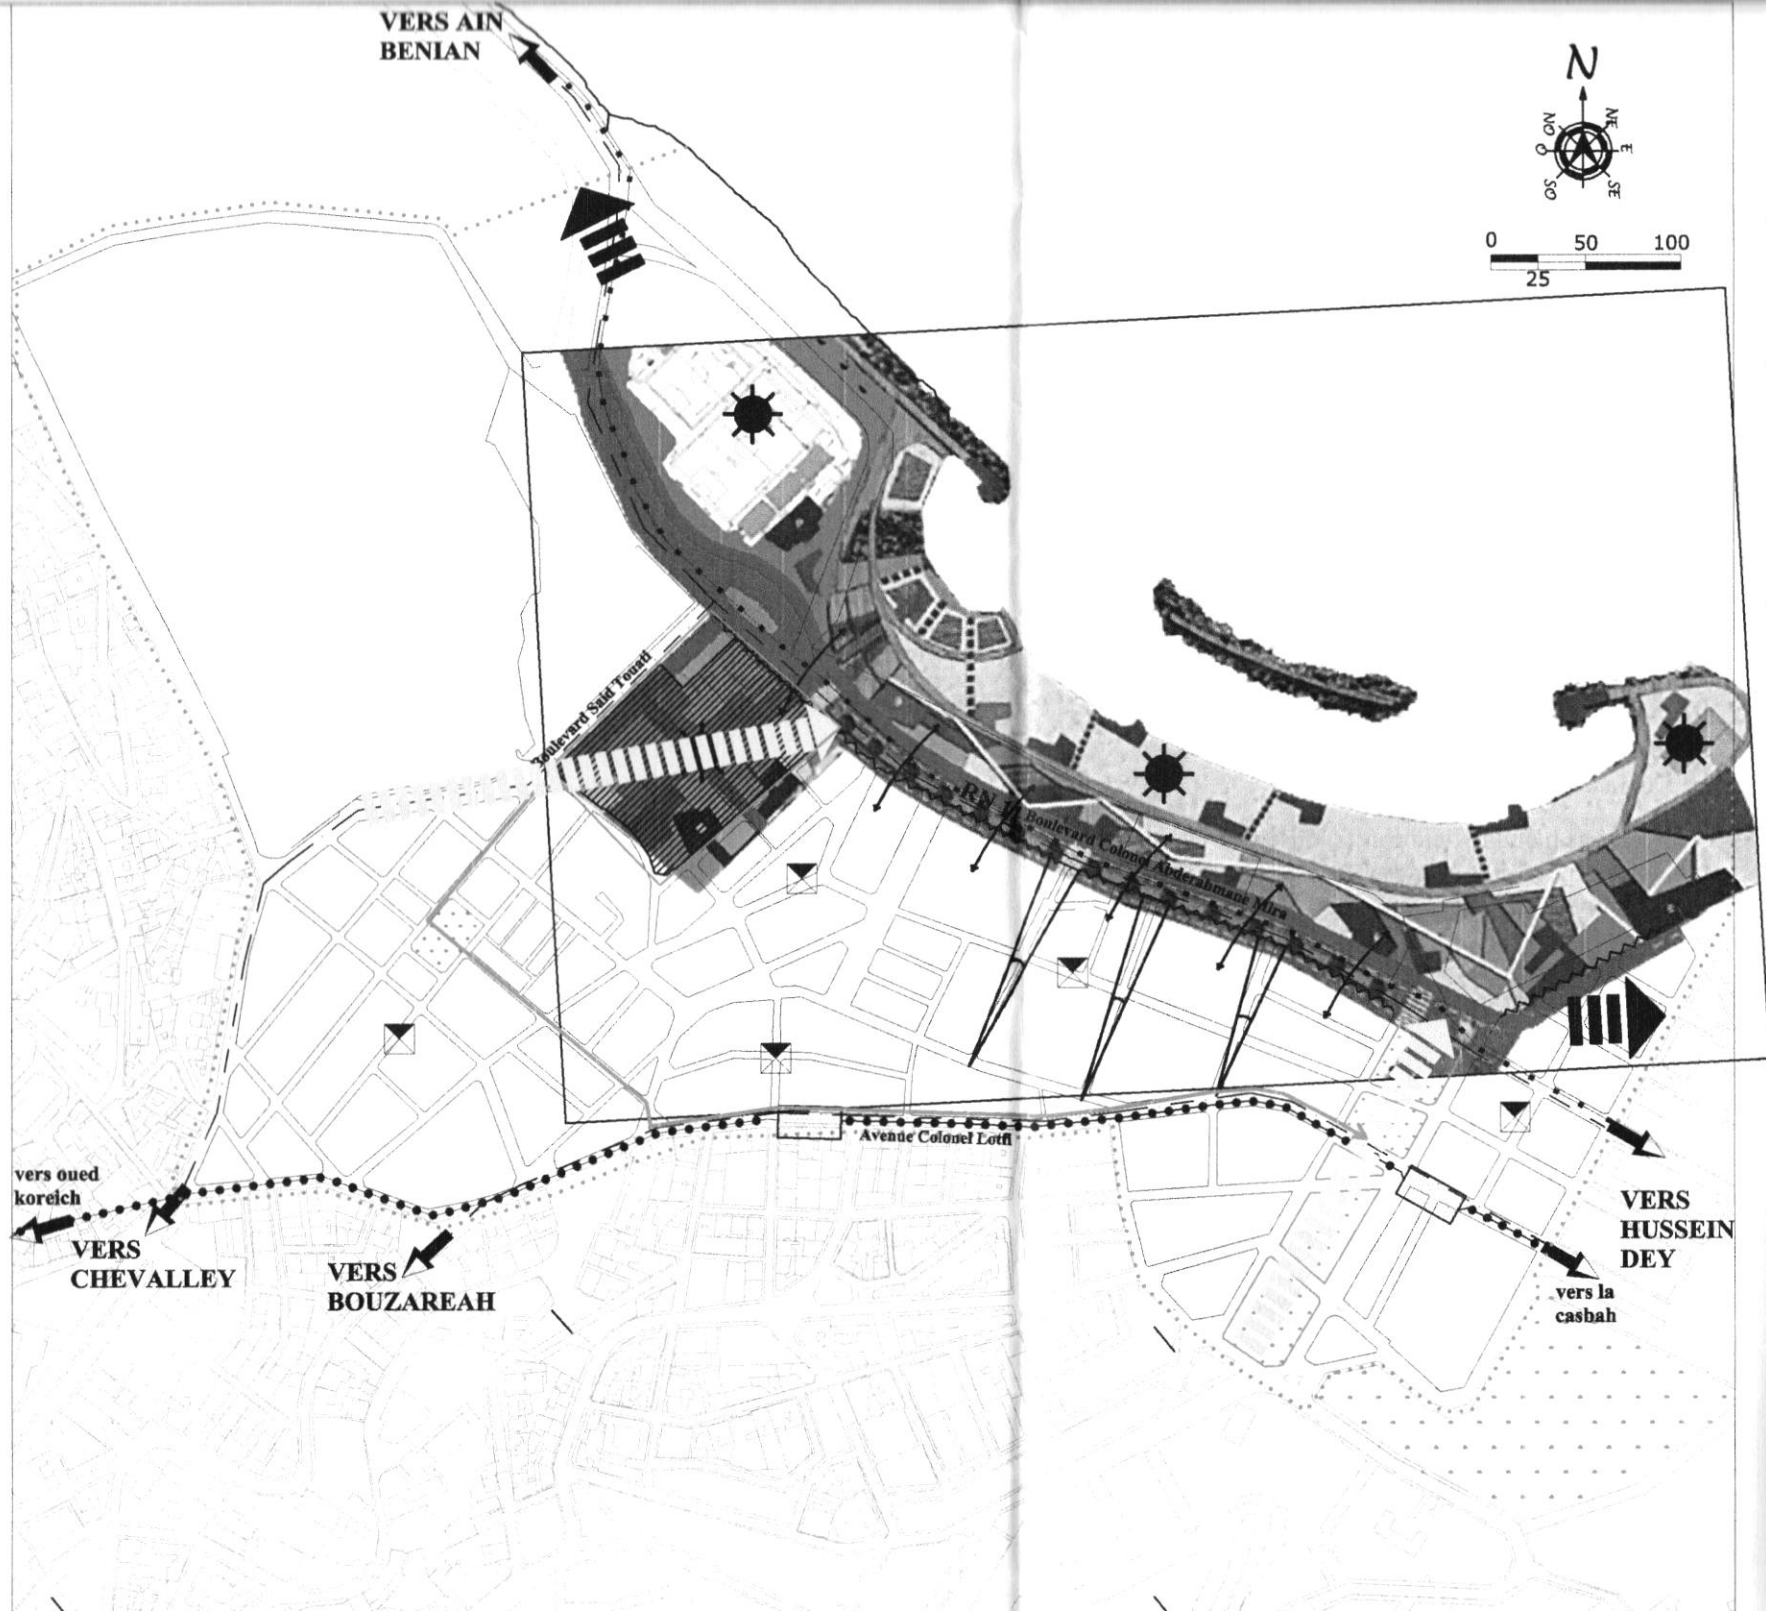 VERS AIN
BENIAN
N
NO
NE
O
E
SO
SE
0 50 100
25
Boulevard Said Touati
RN 11
Boulevard Colonel Abderahmane Mira
Avenue Colonel Lotfi
vers oued
koreich
VERS
CHEVALLEY
VERS
BOUZAREAH
VERS
HUSSEIN
DEY
vers la
casbah